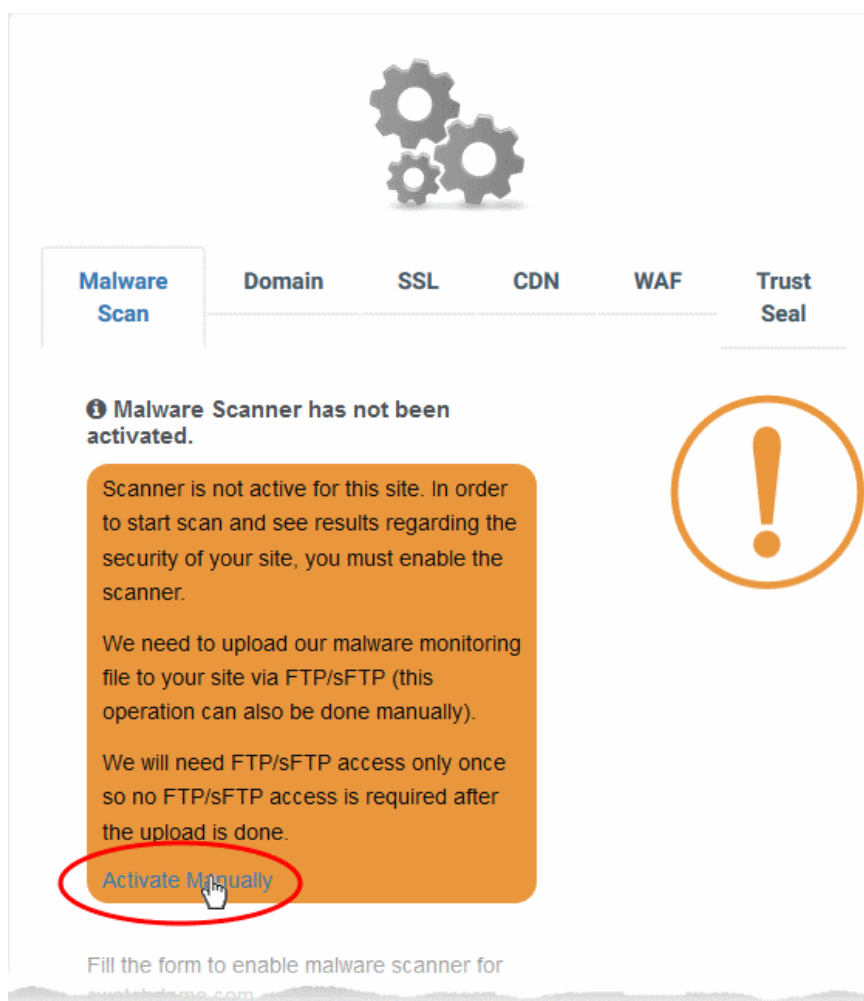 Malware Scan
Domain
SSL
CDN
WAF
Trust Seal
Malware Scanner has not been
activated.
Scanner is not active for this site. In order
to start scan and see results regarding the
security of your site, you must enable the
scanner.
We need to upload our malware monitoring
file to your site via FTP/sFTP (this
operation can also be done manually).
We will need FTP/sFTP access only once
so no FTP/sFTP access is required after
the upload is done.
Activate Manually
Fill the form to enable malware scanner for